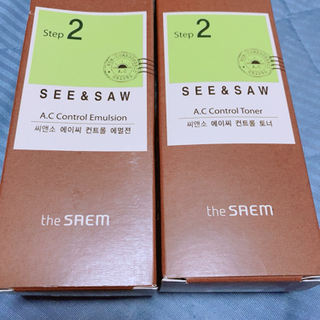 Step 2
SEE & SAW
A.C Control Emulsion
씨앤소 에이씨 컨트롤 에멀젼
the SAEM
Step 2
SEE & SAW
A.C Control Toner
씨앤소 에이씨 컨트롤 토너
the SAEM